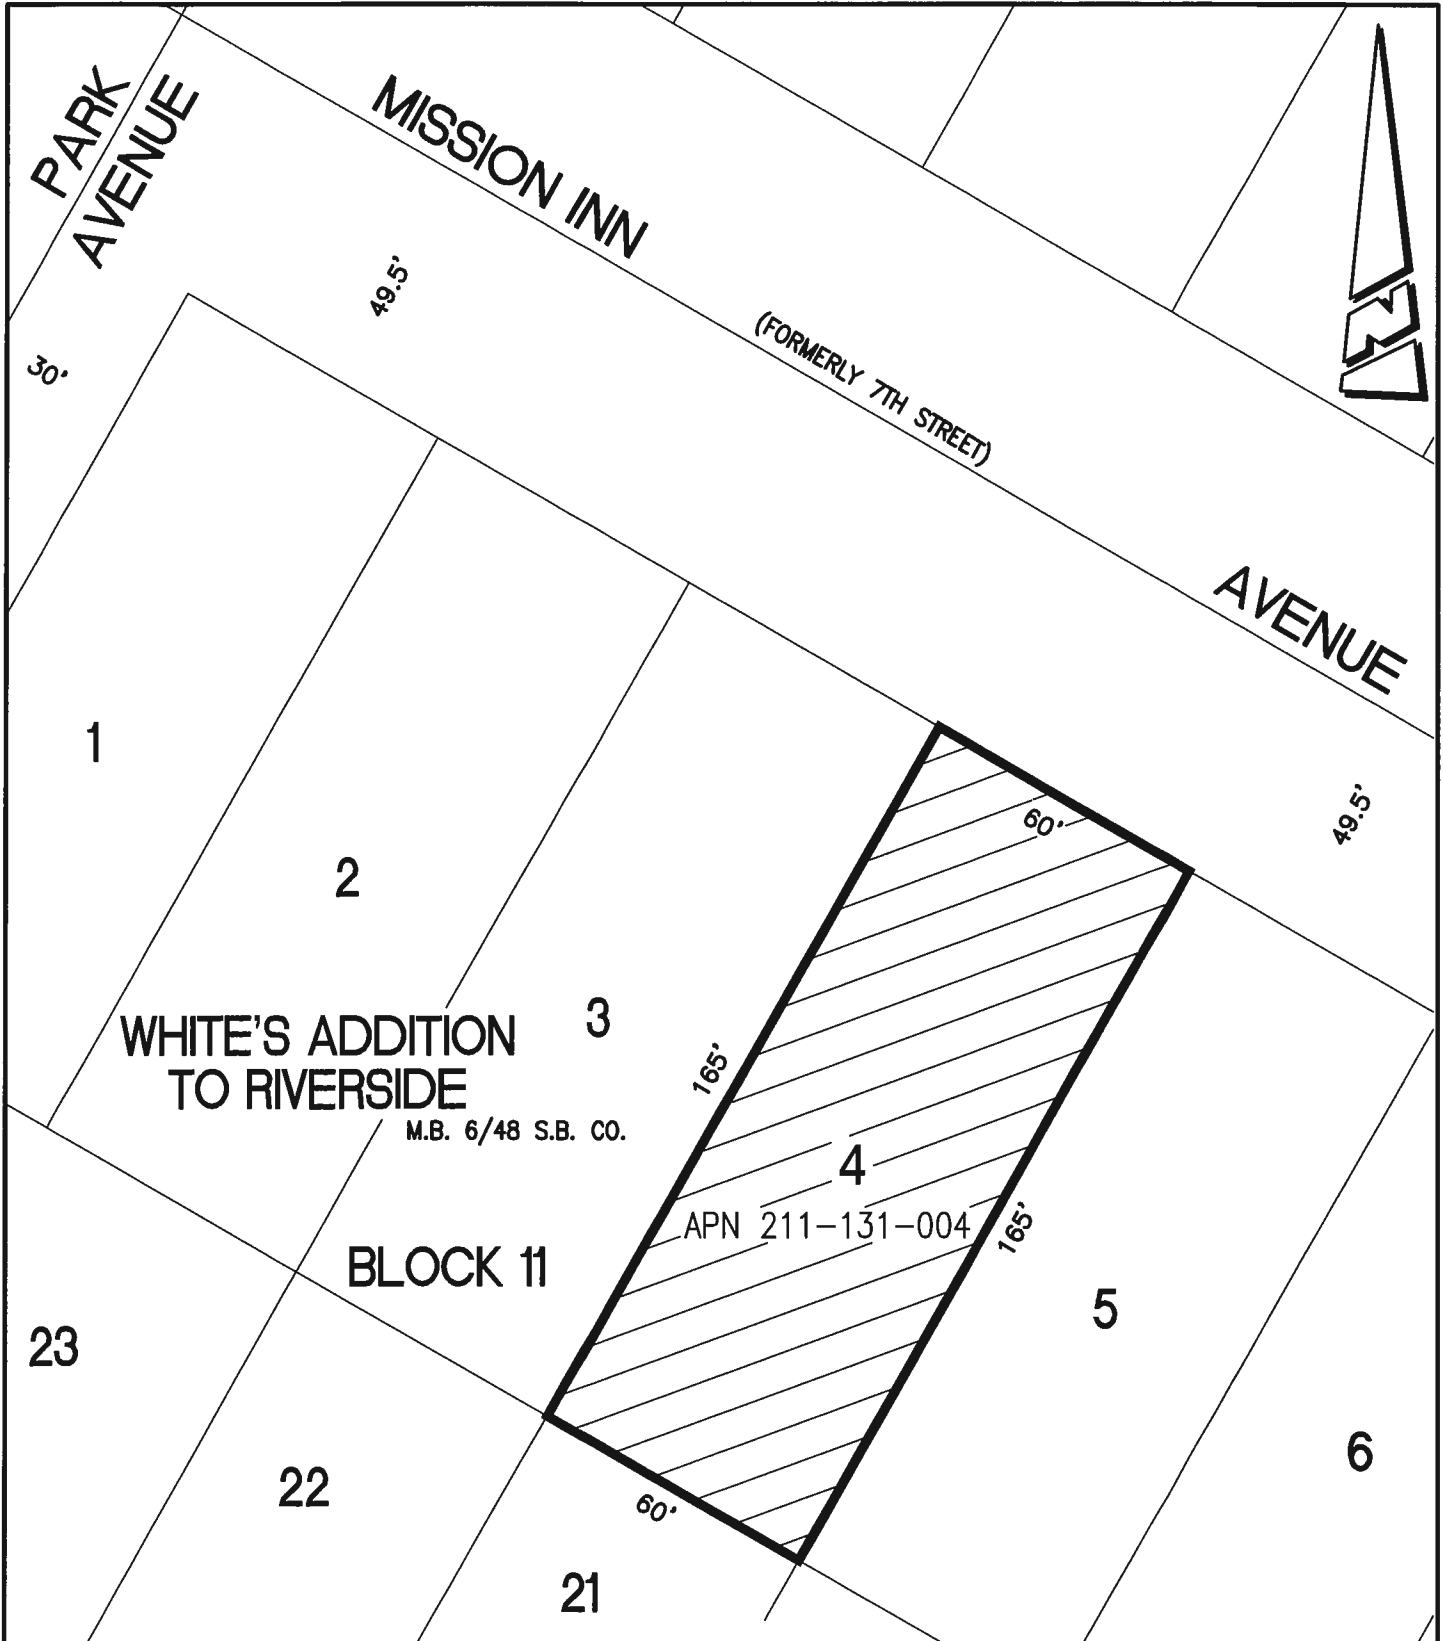 PARK
AVENUE
MISSION INN
49.5'
(FORMERLY 7TH STREET)
N
30'
AVENUE
1
49.5'
60'
2
3
WHITE'S ADDITION
TO RIVERSIDE
M.B. 6/48 S.B. CO.
165'
4
APN 211-131-004
165'
BLOCK 11
5
23
6
22
60'
21